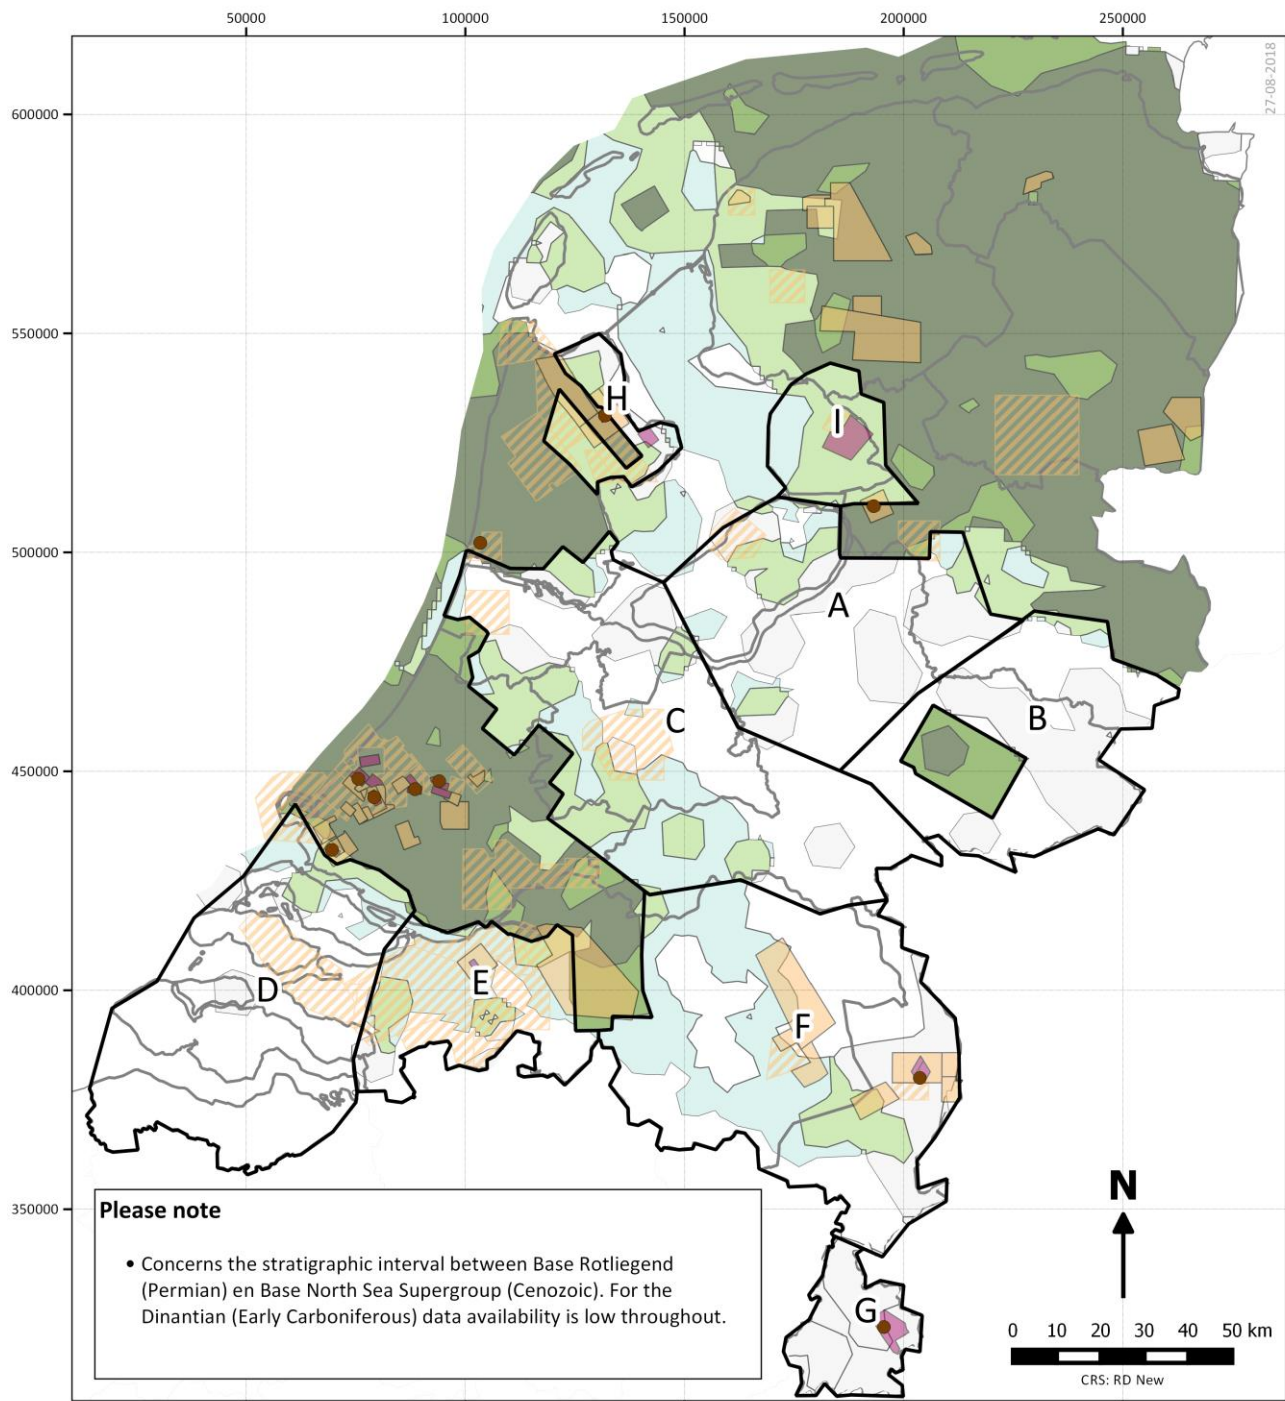 50000 100000 150000 200000 250000
27-08-2018
600000
550000
H
I
500000
A
C
B
450000
400000
D
E
F
350000
Please note
• Concerns the stratigraphic interval between Base Rotliegend
(Permian) en Base North Sea Supergroup (Cenozoic). For the
Dinantian (Early Carboniferous) data availability is low throughout.
N
G
0 10 20 30 40 50 km
CRS: RD New